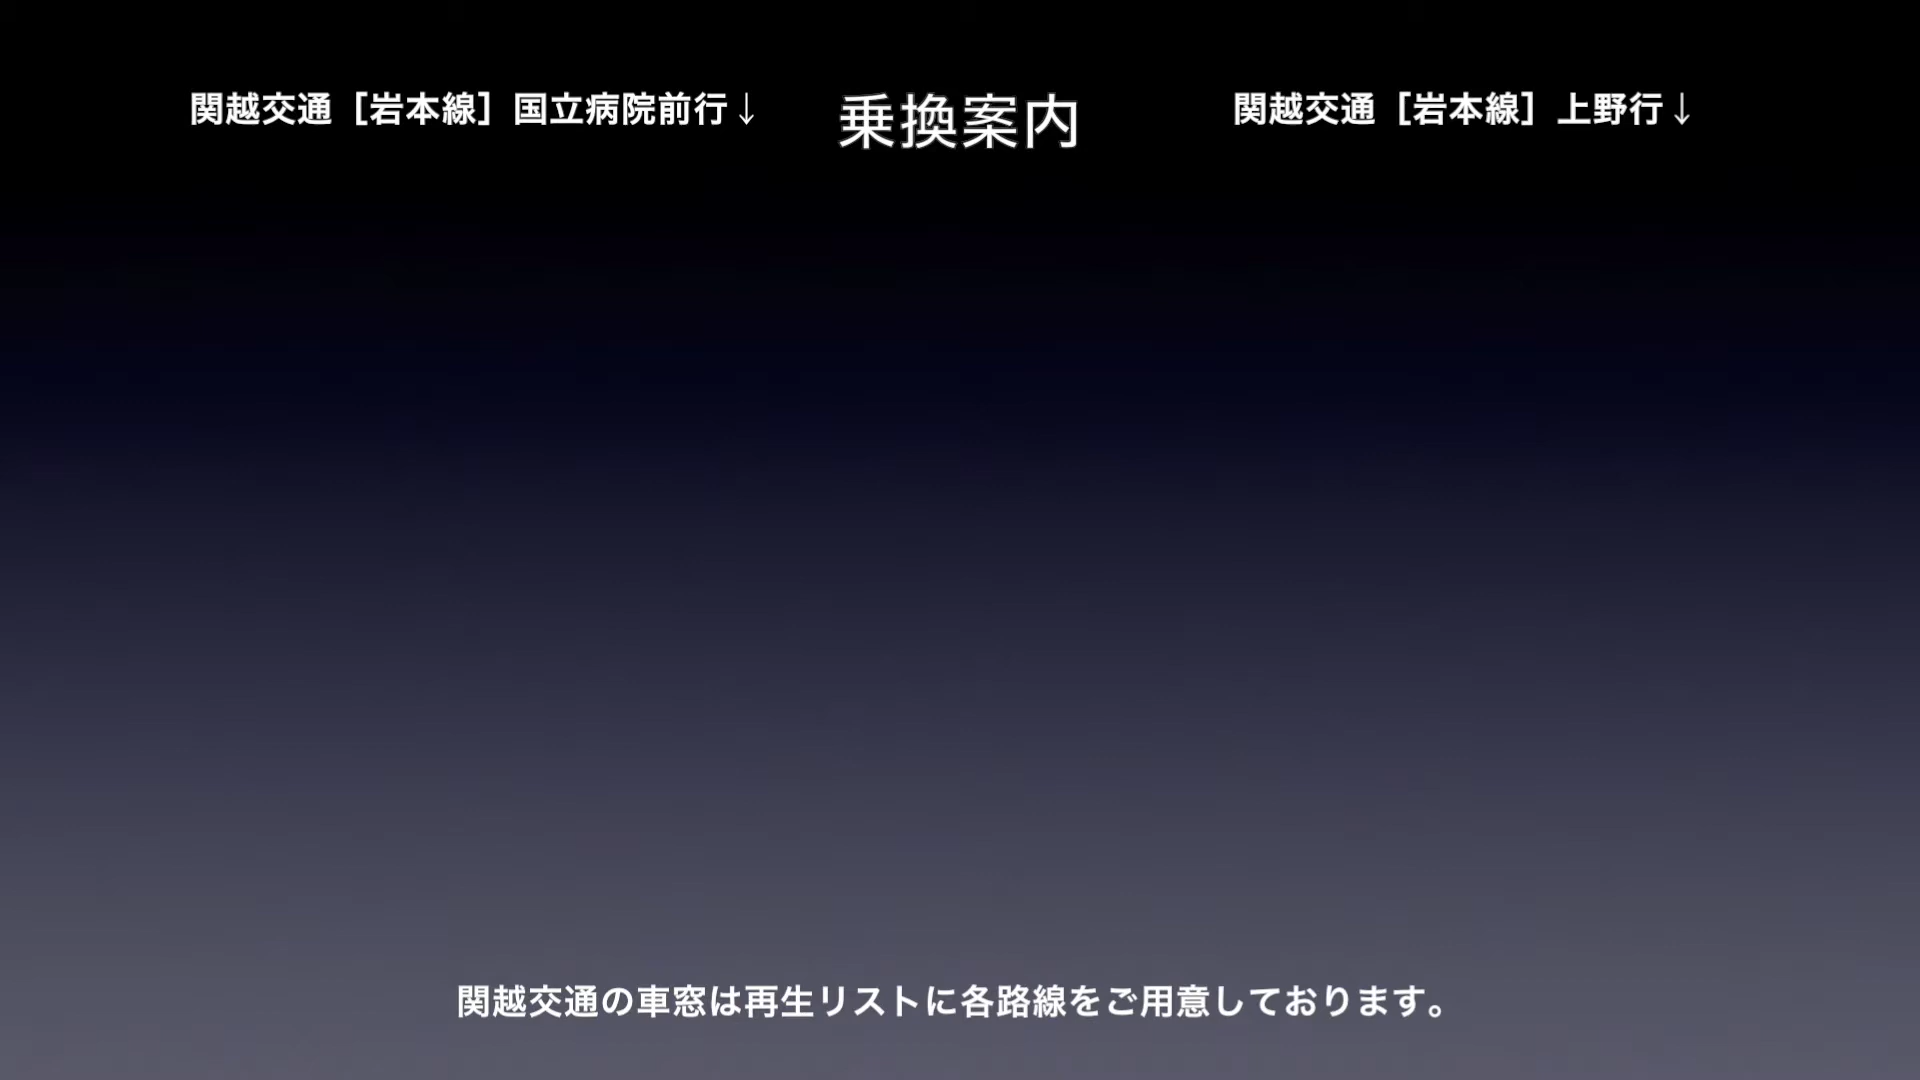 関越交通［岩本線］国立病院前行↓
乗換案内
関越交通［岩本線］上野行↓
関越交通の車窓は再生リストに各路線をご用意しております。